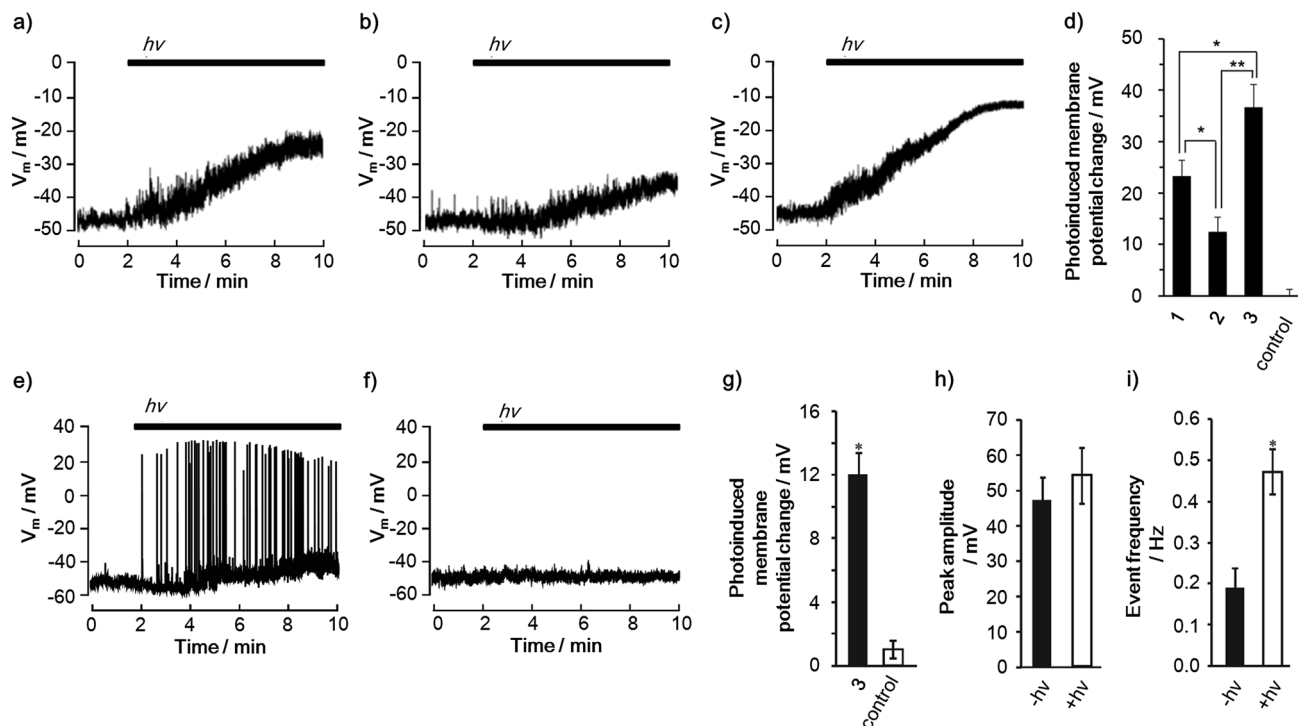 a)
hv
0
-10
-20
-30
-40
-50
Vm / mV
0 2 4 6 8 10
Time / min
b)
hv
0
-10
-20
-30
-40
-50
Vm / mV
0 2 4 6 8 10
Time / min
c)
hv
0
-10
-20
-30
-40
-50
Vm / mV
0 2 4 6 8 10
Time / min
d)
Photoinduced membrane
potential change / mV
50
40
30
20
10
0
*
**
*
1 2 3 control
e)
hv
40
20
0
-20
-40
-60
Vm / mV
0 2 4 6 8 10
Time / min
f)
hv
40
20
0
-20
-40
-60
Vm / mV
0 2 4 6 8 10
Time / min
g)
Photoinduced
membrane
potential change / mV
16
12
8
4
0
*
3 control
h)
Peak amplitude
/ mV
70
60
50
40
30
20
10
0
-hv +hv
i)
Event frequency
/ Hz
0.6
0.5
0.4
0.3
0.2
0.1
0.0
*
-hv +hv